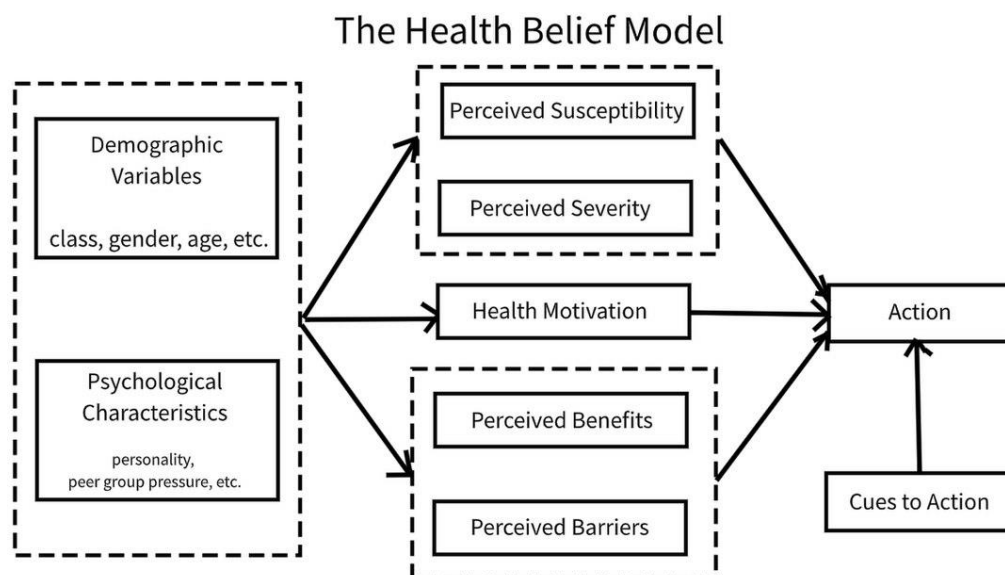 The Health Belief Model
Demographic
Variables
class, gender, age, etc.
Psychological
Characteristics
personality,
peer group pressure, etc.
Perceived Susceptibility
Perceived Severity
Health Motivation
Perceived Benefits
Perceived Barriers
Action
Cues to Action